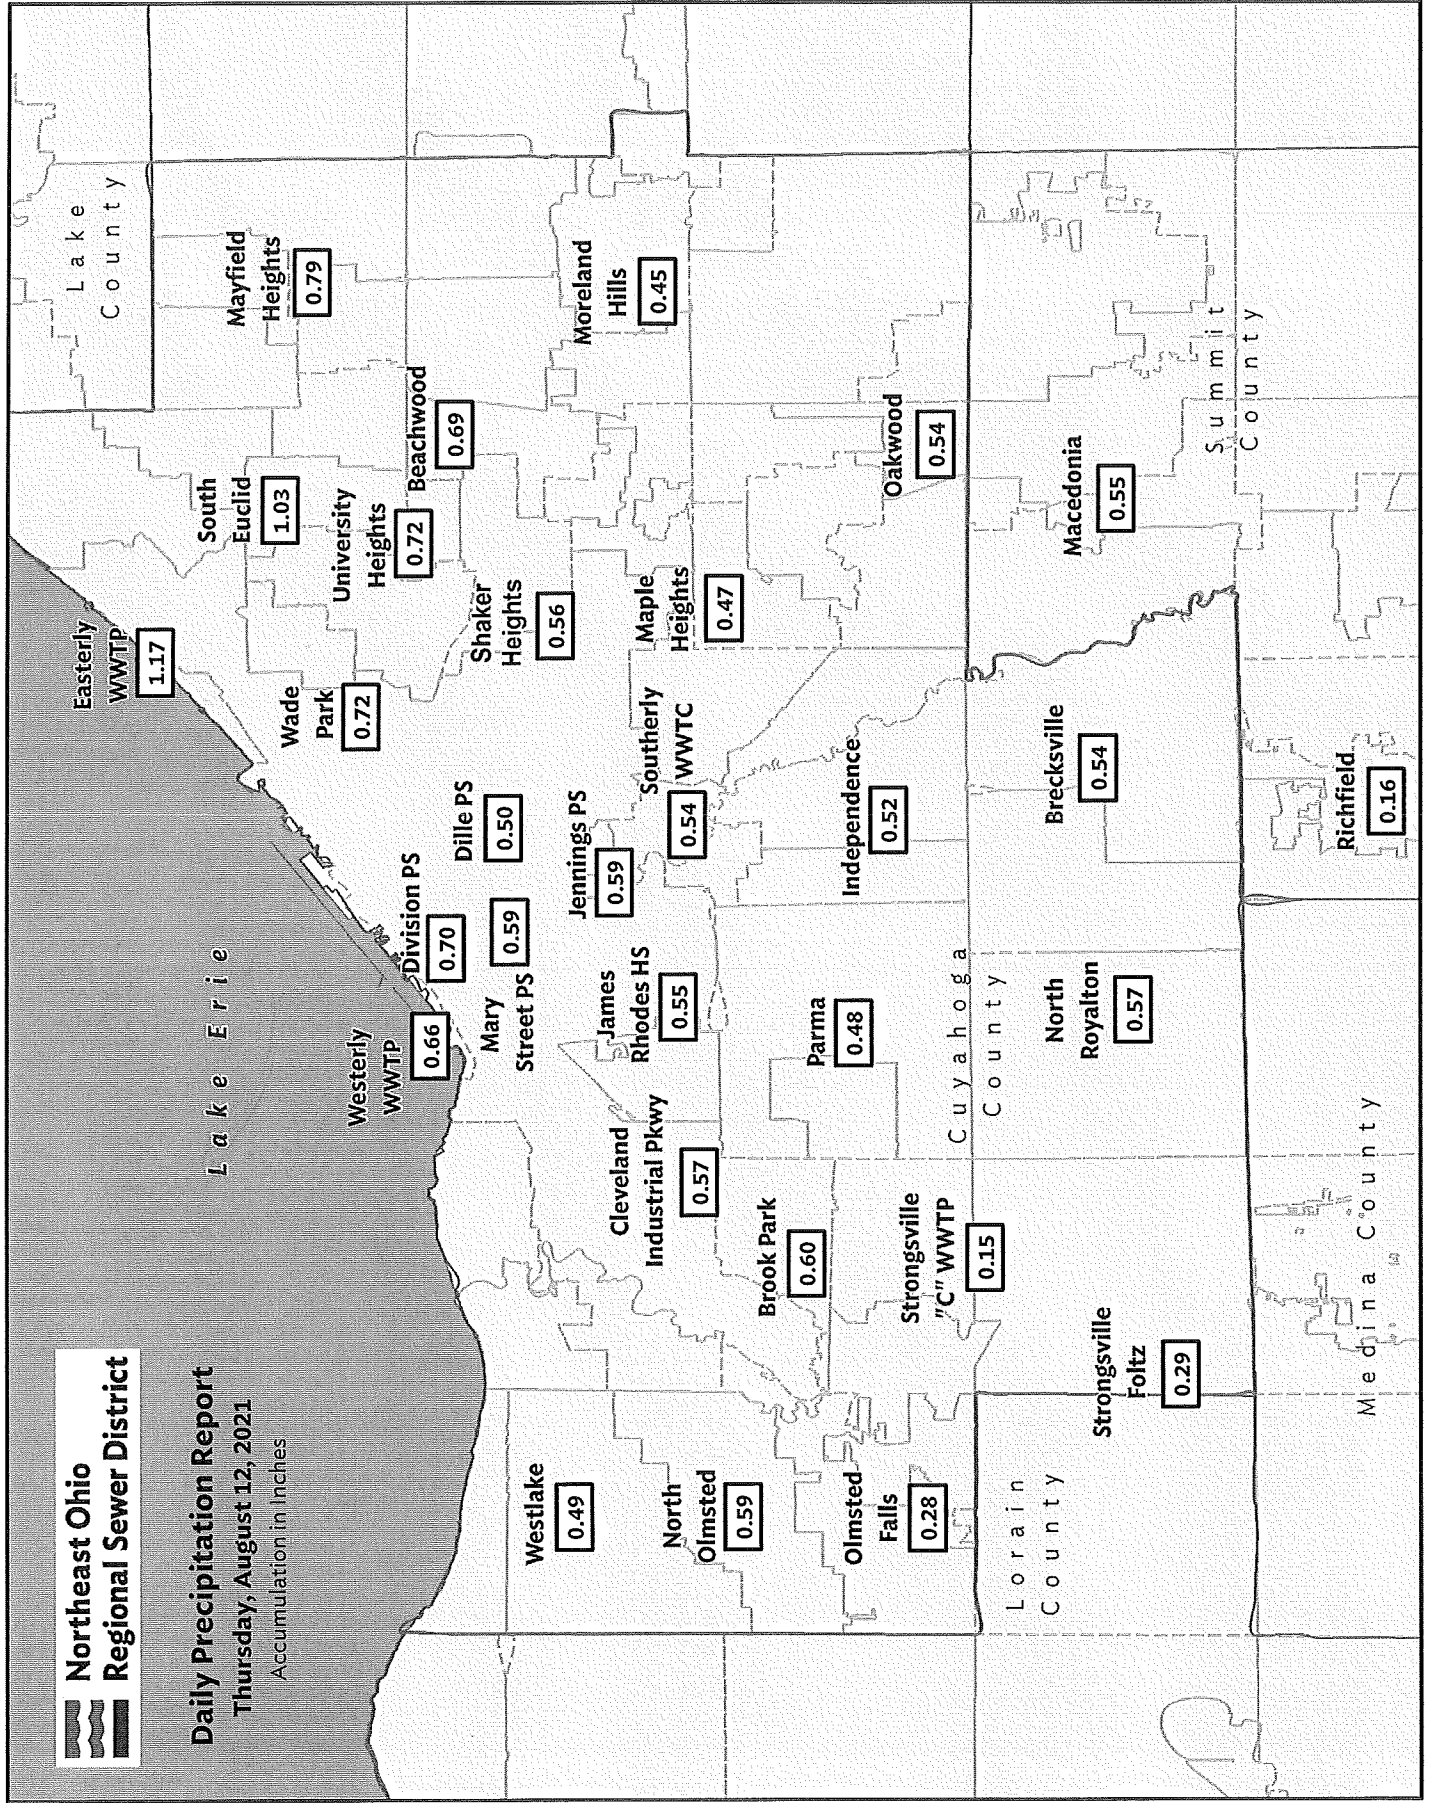 Northeast Ohio
Regional Sewer District
Daily Precipitation Report
Thursday, August 12, 2021
Accumulation in Inches
Lake Erie
Lake
County
Easterly
WWTP
1.17
South
Euclid
1.03
Mayfield
Heights
0.79
Wade
Park
0.72
University
Heights
0.72
Beachwood
0.69
Westerly
WWTP
0.66
Division PS
0.70
Dille PS
0.50
Mary
Street PS
0.59
Shaker
Heights
0.56
Moreland
Hills
0.45
Westlake
0.49
Cleveland
Industrial Pkwy
0.57
James
Rhodes HS
0.55
Jennings PS
0.59
Southerly
WWTC
0.54
Maple
Heights
0.47
North
Olmsted
0.59
Brook Park
0.60
Parma
0.48
Independence
0.52
Oakwood
0.54
Olmsted
Falls
0.28
Strongsville
"C" WWTP
0.15
Cuyahoga
County
Lorain
County
Strongsville
Foltz
0.29
North
Royalton
0.57
Brecksville
0.54
Macedonia
0.55
Summit
County
Richfield
0.16
Medina County